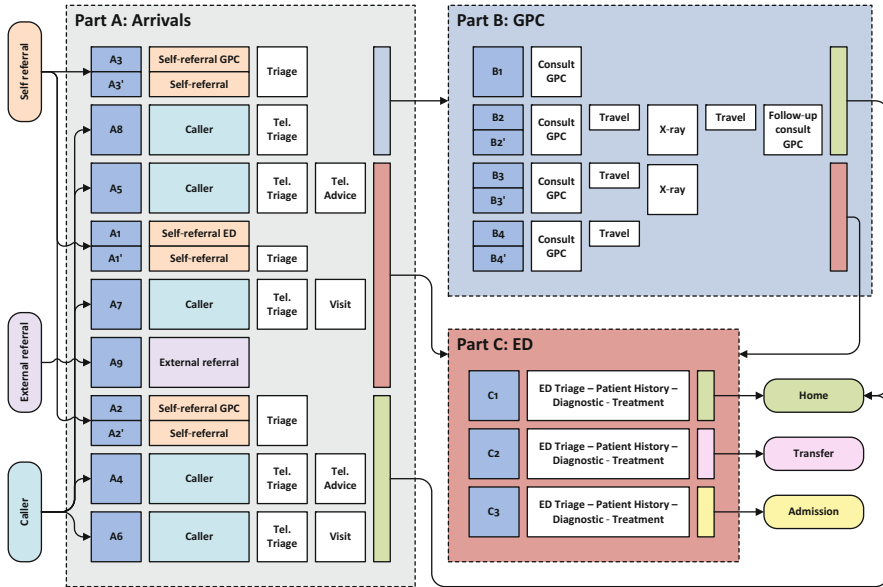 Self referral
External referral
Caller
Part A: Arrivals
A3
Self-referral GPC
Triage
A3'
Self-referral
A8
Caller
Tel.
Triage
A5
Caller
Tel.
Triage
Tel.
Advice
A1
Self-referral ED
A1'
Self-referral
Triage
A7
Caller
Tel.
Triage
Visit
A9
External referral
A2
Self-referral GPC
Triage
A2'
Self-referral
A4
Caller
Tel.
Triage
Tel.
Advice
A6
Caller
Tel.
Triage
Visit
Part B: GPC
B1
Consult
GPC
B2
B2'
Consult
GPC
Travel
X-ray
Travel
Follow-up
consult
GPC
B3
B3'
Consult
GPC
Travel
X-ray
B4
B4'
Consult
GPC
Travel
Part C: ED
C1
ED Triage – Patient History –
Diagnostic - Treatment
C2
ED Triage – Patient History –
Diagnostic - Treatment
C3
ED Triage – Patient History –
Diagnostic - Treatment
Home
Transfer
Admission